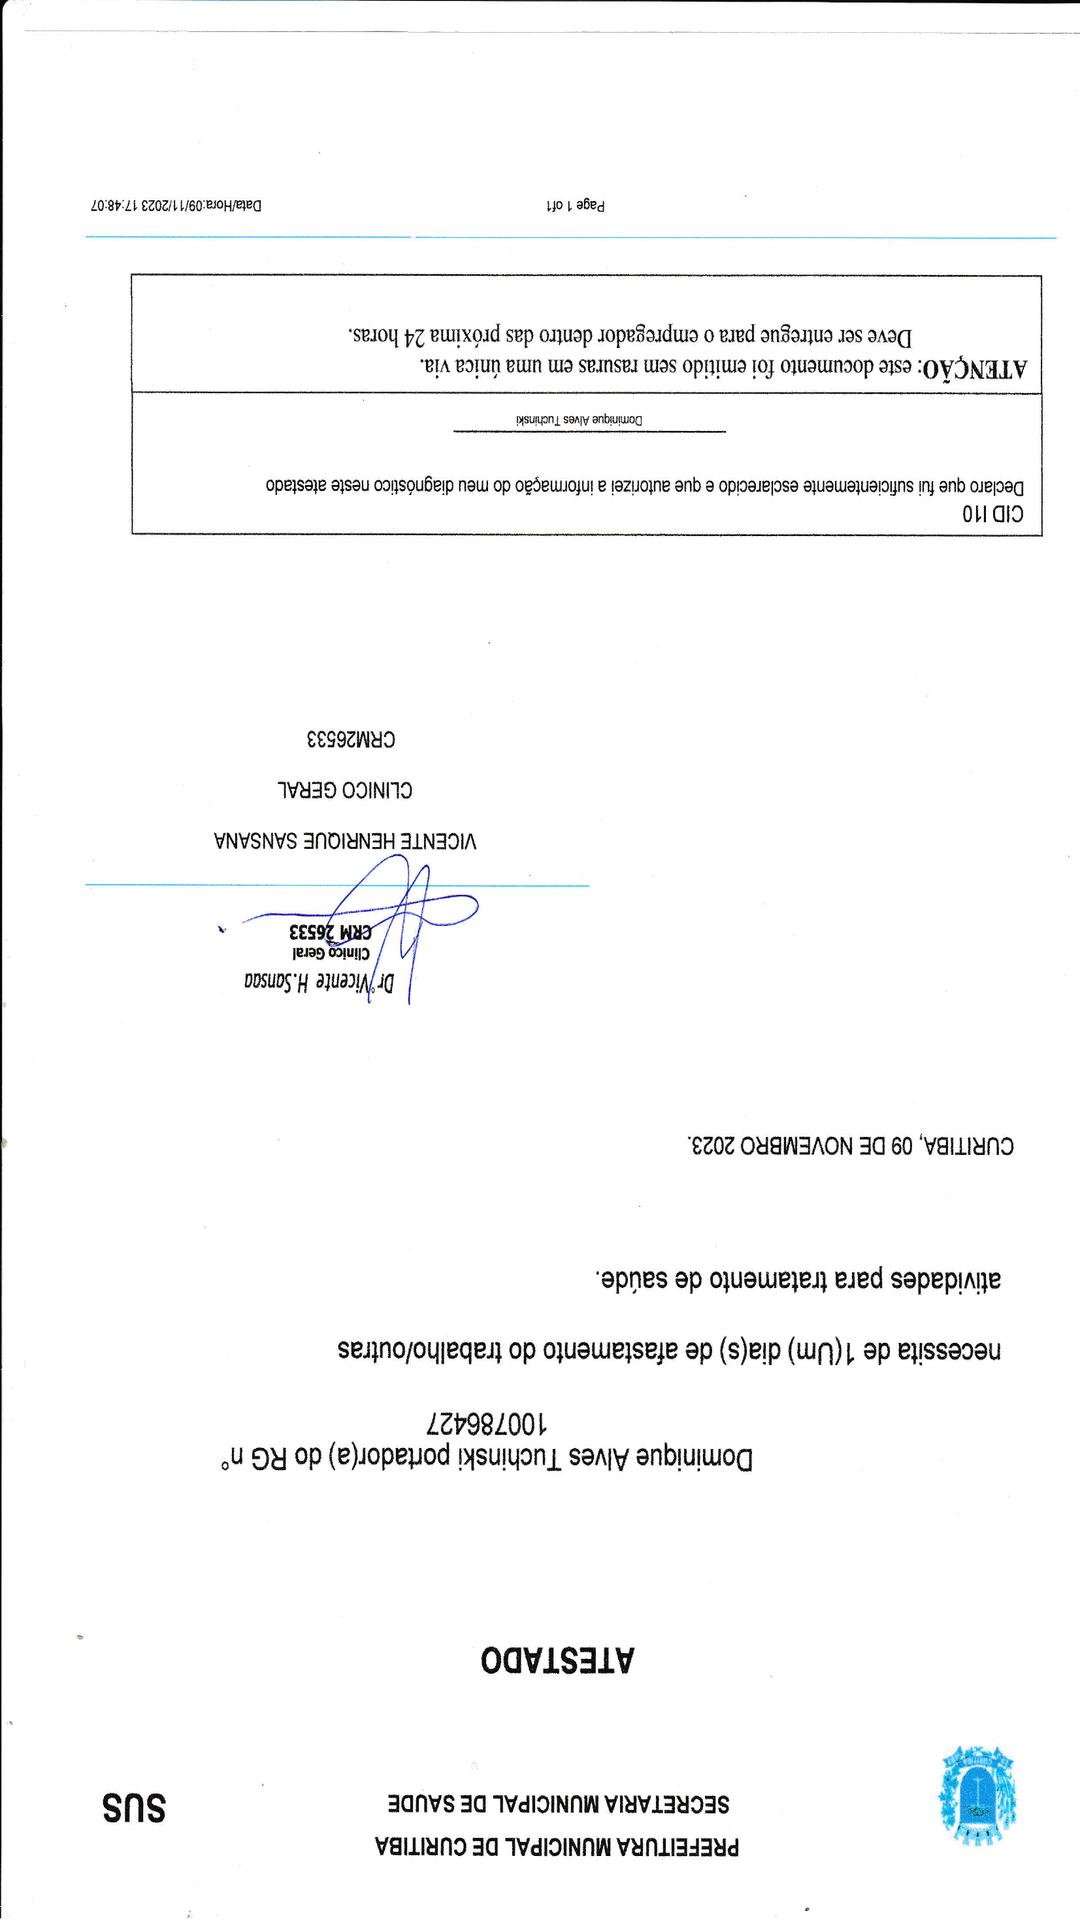 PREFEITURA MUNICIPAL DE CURITIBA
SECRETARIA MUNICIPAL DE SAUDE
SUS
ATESTADO
Dominique Alves Tuchinski portador(a) do RG n°
100786427
necessita de 1(Um) dia(s) de afastamento do trabalho/outras
atividades para tratamento de saúde.
CURITIBA, 09 DE NOVEMBRO 2023.
Dr° Vicente H.Sansaa
Clinico Geral
CRM 26533
VICENTE HENRIQUE SANSANA
CLINICO GERAL
CRM26533
CID I10
Declaro que fui suficientemente esclarecido e que autorizei a informação do meu diagnóstico neste atestado
Dominique Alves Tuchinski
ATENÇÃO: este documento foi emitido sem rasuras em uma única via.
Deve ser entregue para o empregador dentro das próxima 24 horas.
Page 1 of1
Data/Hora:09/11/2023 17:48:07